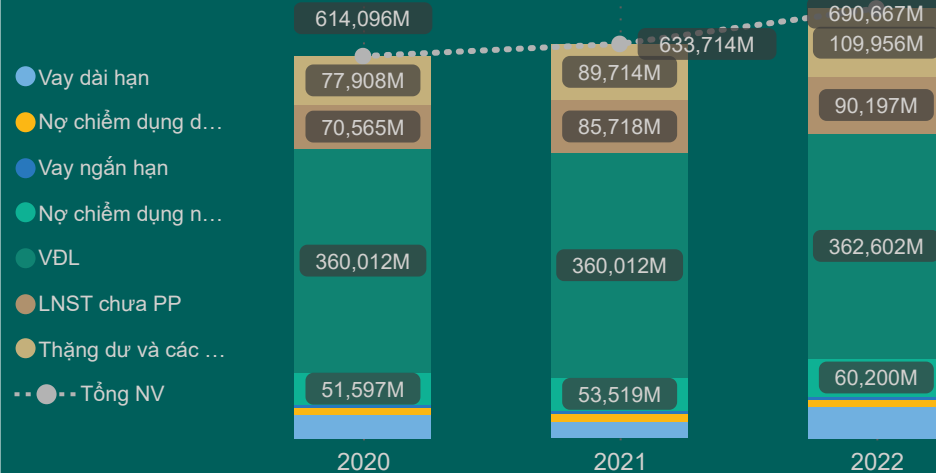 Vay dài hạn
Nợ chiếm dụng d...
Vay ngắn hạn
Nợ chiếm dụng n...
VĐL
LNST chưa PP
Thặng dư và các ...
Tổng NV
614,096M
77,908M
70,565M
360,012M
51,597M
2020
633,714M
89,714M
85,718M
360,012M
53,519M
2021
690,667M
109,956M
90,197M
362,602M
60,200M
2022